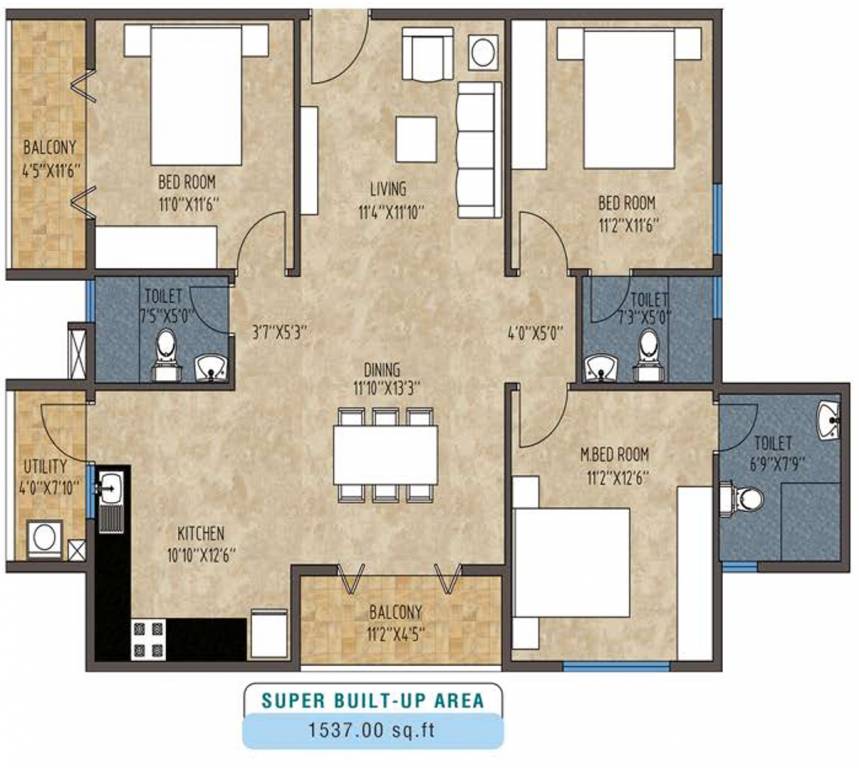 BALCONY
4'5"X11'6"
BED ROOM
11'0"X11'6"
LIVING
11'4"X11'10"
BED ROOM
11'2"X11'6"
TOILET
7'5"X5'0"
3'7"X5'3"
4'0"X5'0"
TOILET
7'3"X5'0"
DINING
11'10"X13'3"
UTILITY
4'0"X7'10"
KITCHEN
10'10"X12'6"
M.BED ROOM
11'2"X12'6"
TOILET
6'9"X7'9"
BALCONY
11'2"X4'5"
SUPER BUILT-UP AREA
1537.00 sq.ft